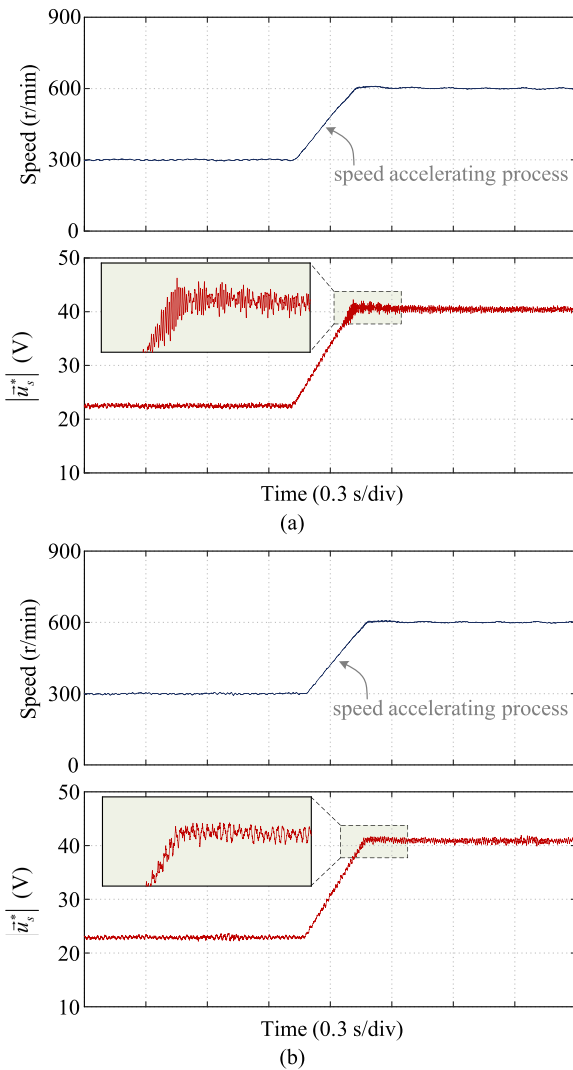 900
600
300
0
Speed (r/min)
speed accelerating process
50
40
30
20
10
|u⃗*ₛ| (V)
Time (0.3 s/div)
(a)
900
600
300
0
Speed (r/min)
speed accelerating process
50
40
30
20
10
|u⃗*ₛ| (V)
Time (0.3 s/div)
(b)